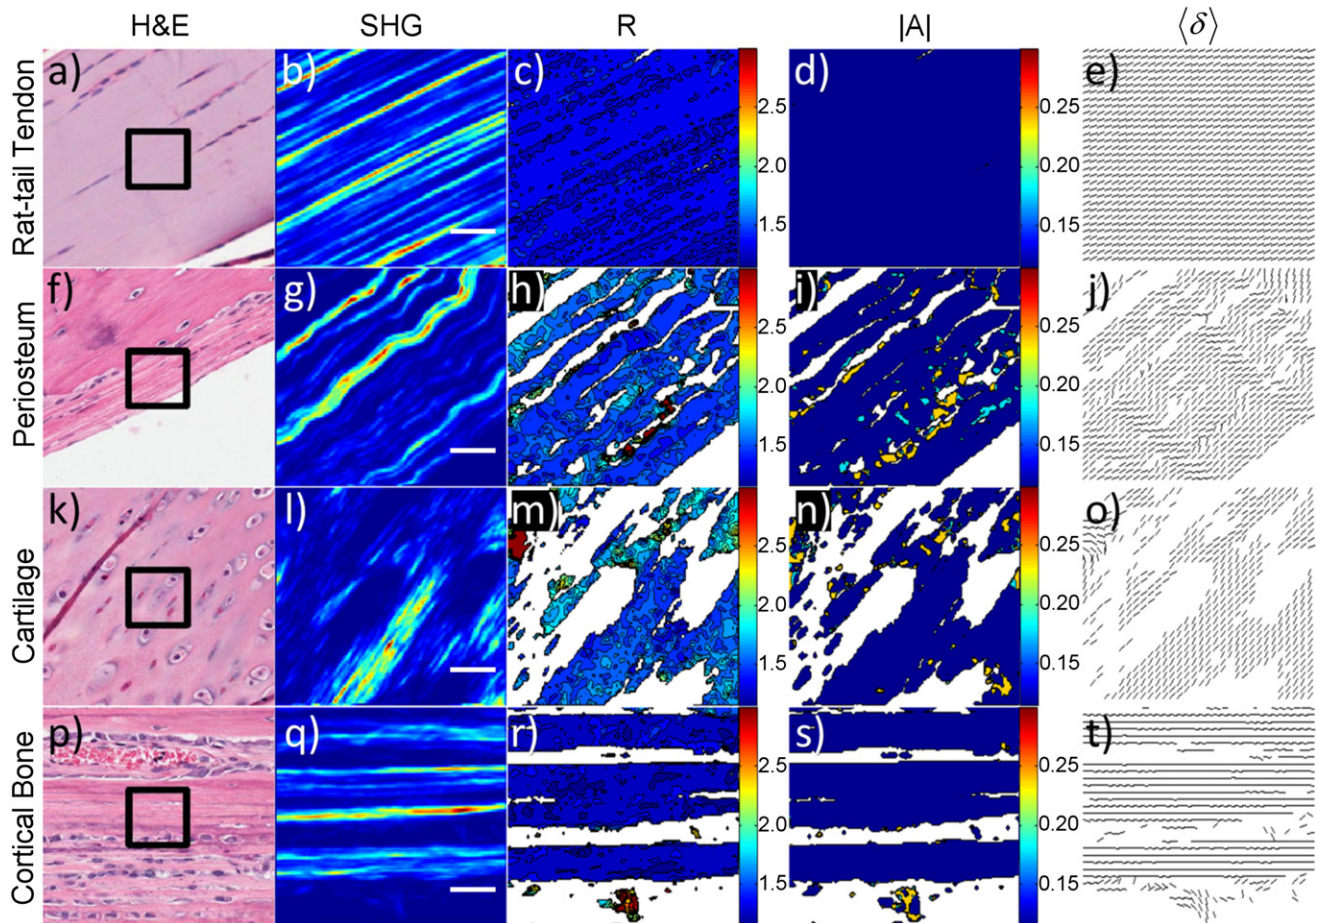 H&E SHG R |A| ⟨δ⟩
Rat-tail Tendon
a) b) c) d) e)
2.5 0.25
2.0 0.20
1.5 0.15
Periosteum
f) g) h) i) j)
2.5 0.25
2.0 0.20
1.5 0.15
Cartilage
k) l) m) n) o)
2.5 0.25
2.0 0.20
1.5 0.15
Cortical Bone
p) q) r) s) t)
2.5 0.25
2.0 0.20
1.5 0.15